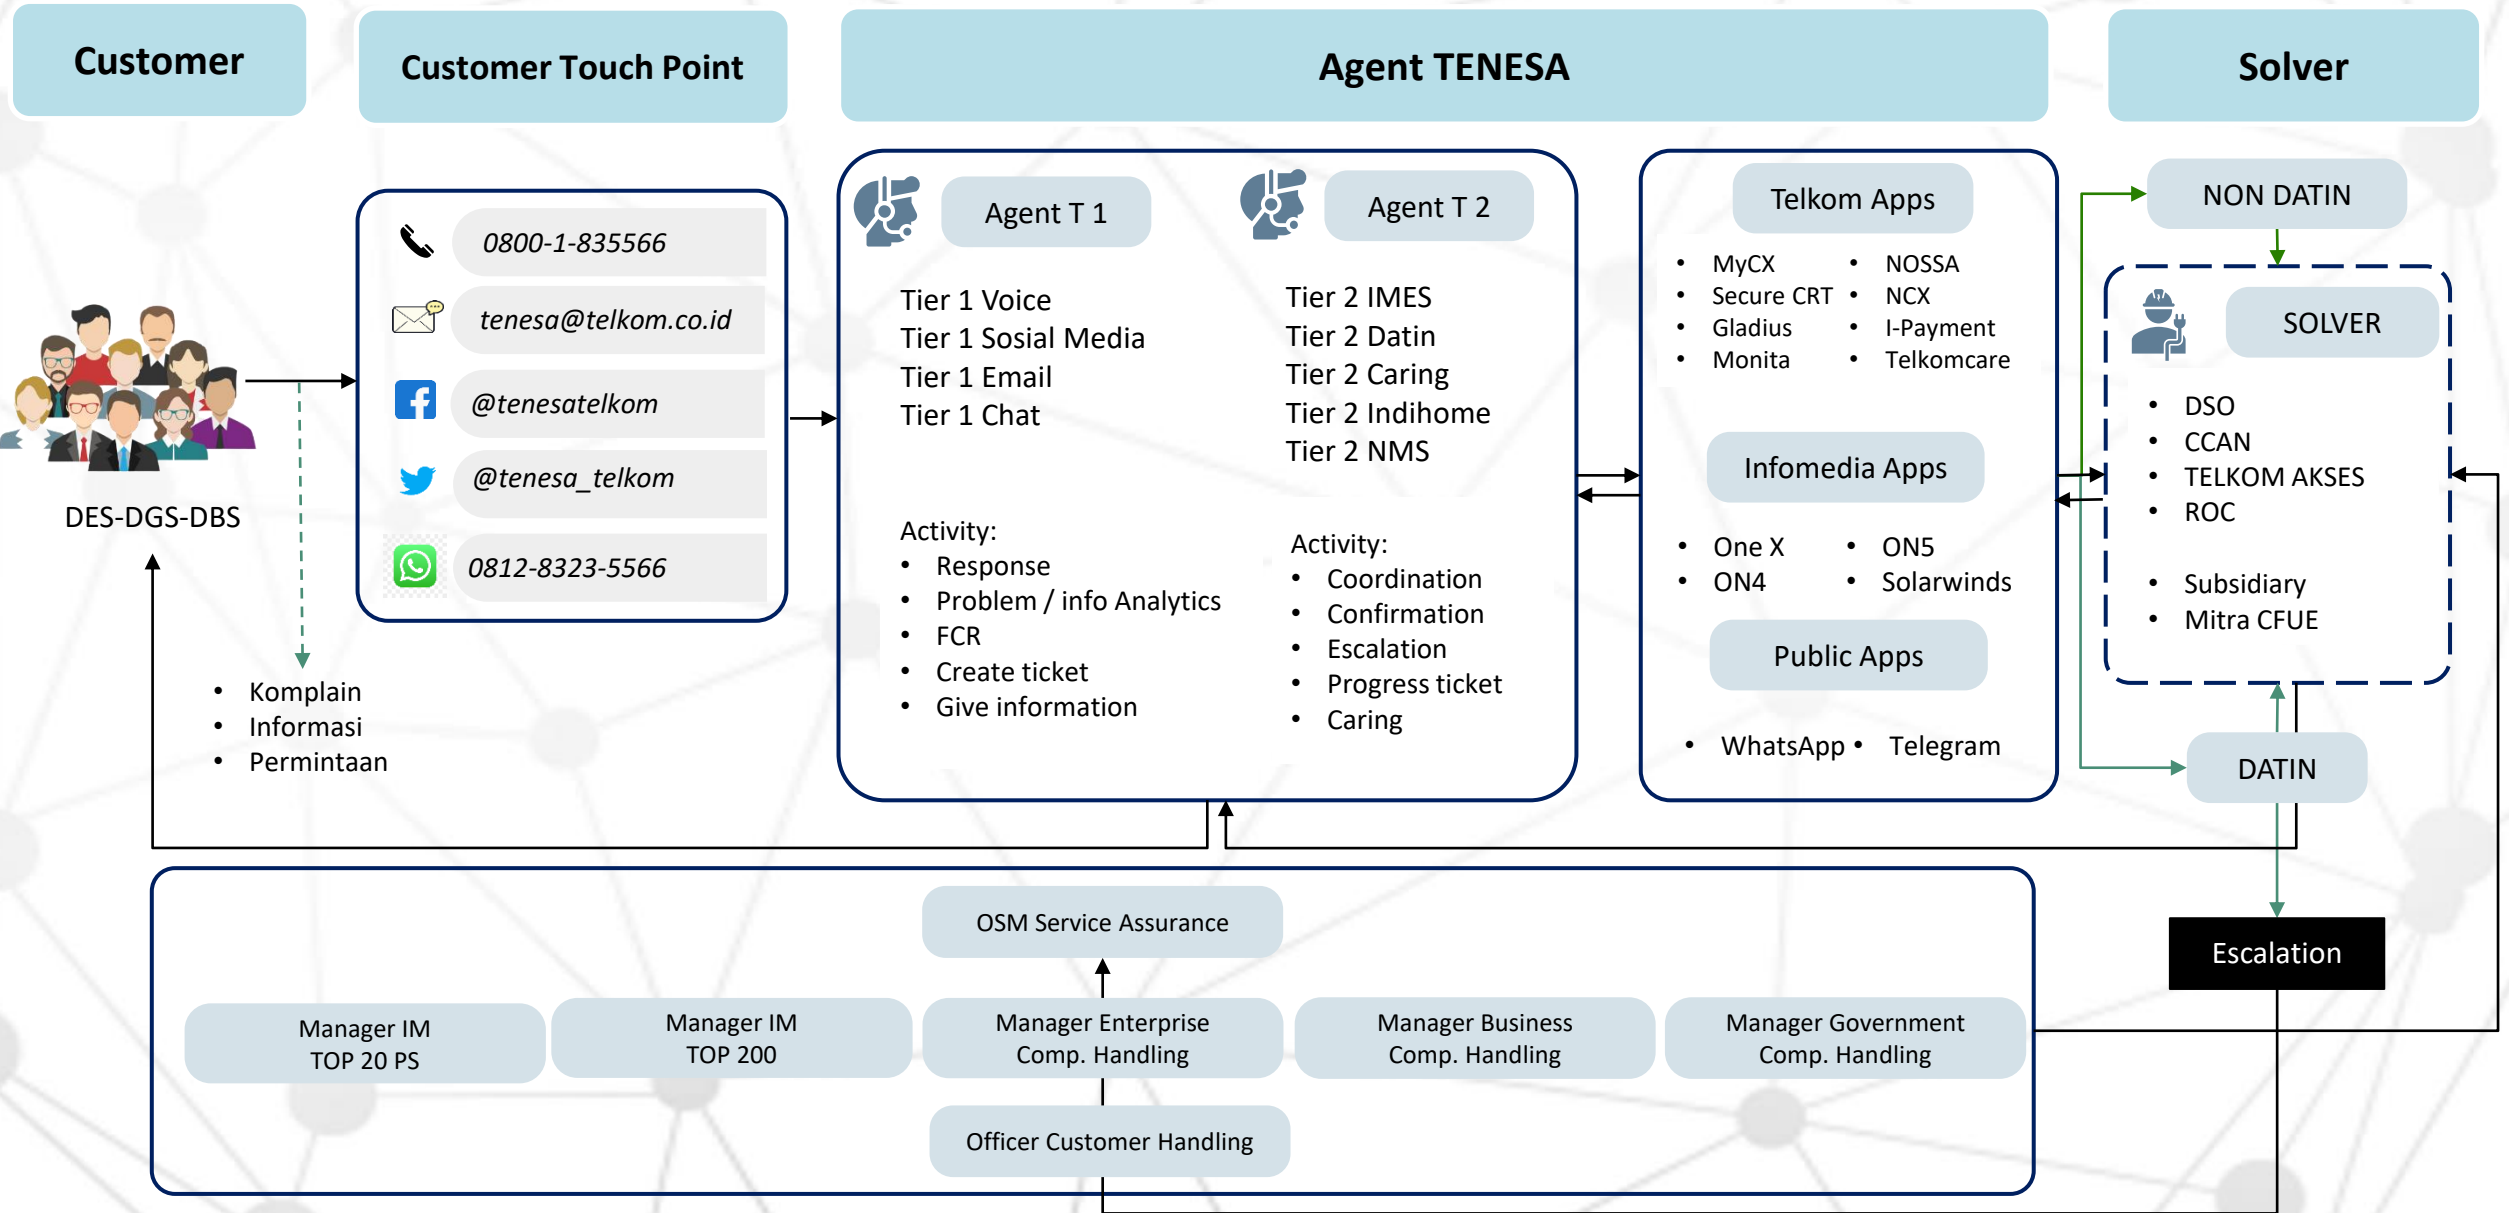 Customer
Customer Touch Point
Agent TENESA
Solver
DES-DGS-DBS
• Komplain
• Informasi
• Permintaan
0800-1-835566
tenesa@telkom.co.id
@tenesatelkom
@tenesa_telkom
0812-8323-5566
Agent T 1
Tier 1 Voice
Tier 1 Sosial Media
Tier 1 Email
Tier 1 Chat
Activity:
• Response
• Problem / info Analytics
• FCR
• Create ticket
• Give information
Agent T 2
Tier 2 IMES
Tier 2 Datin
Tier 2 Caring
Tier 2 Indihome
Tier 2 NMS
Activity:
• Coordination
• Confirmation
• Escalation
• Progress ticket
• Caring
Telkom Apps
• MyCX
• Secure CRT
• Gladius
• Monita
• NOSSA
• NCX
• I-Payment
• Telkomcare
Infomedia Apps
• One X
• ON4
• ON5
• Solarwinds
Public Apps
• WhatsApp
• Telegram
NON DATIN
SOLVER
• DSO
• CCAN
• TELKOM AKSES
• ROC
• Subsidiary
• Mitra CFUE
DATIN
Escalation
OSM Service Assurance
Manager IM
TOP 20 PS
Manager IM
TOP 200
Manager Enterprise
Comp. Handling
Manager Business
Comp. Handling
Manager Government
Comp. Handling
Officer Customer Handling